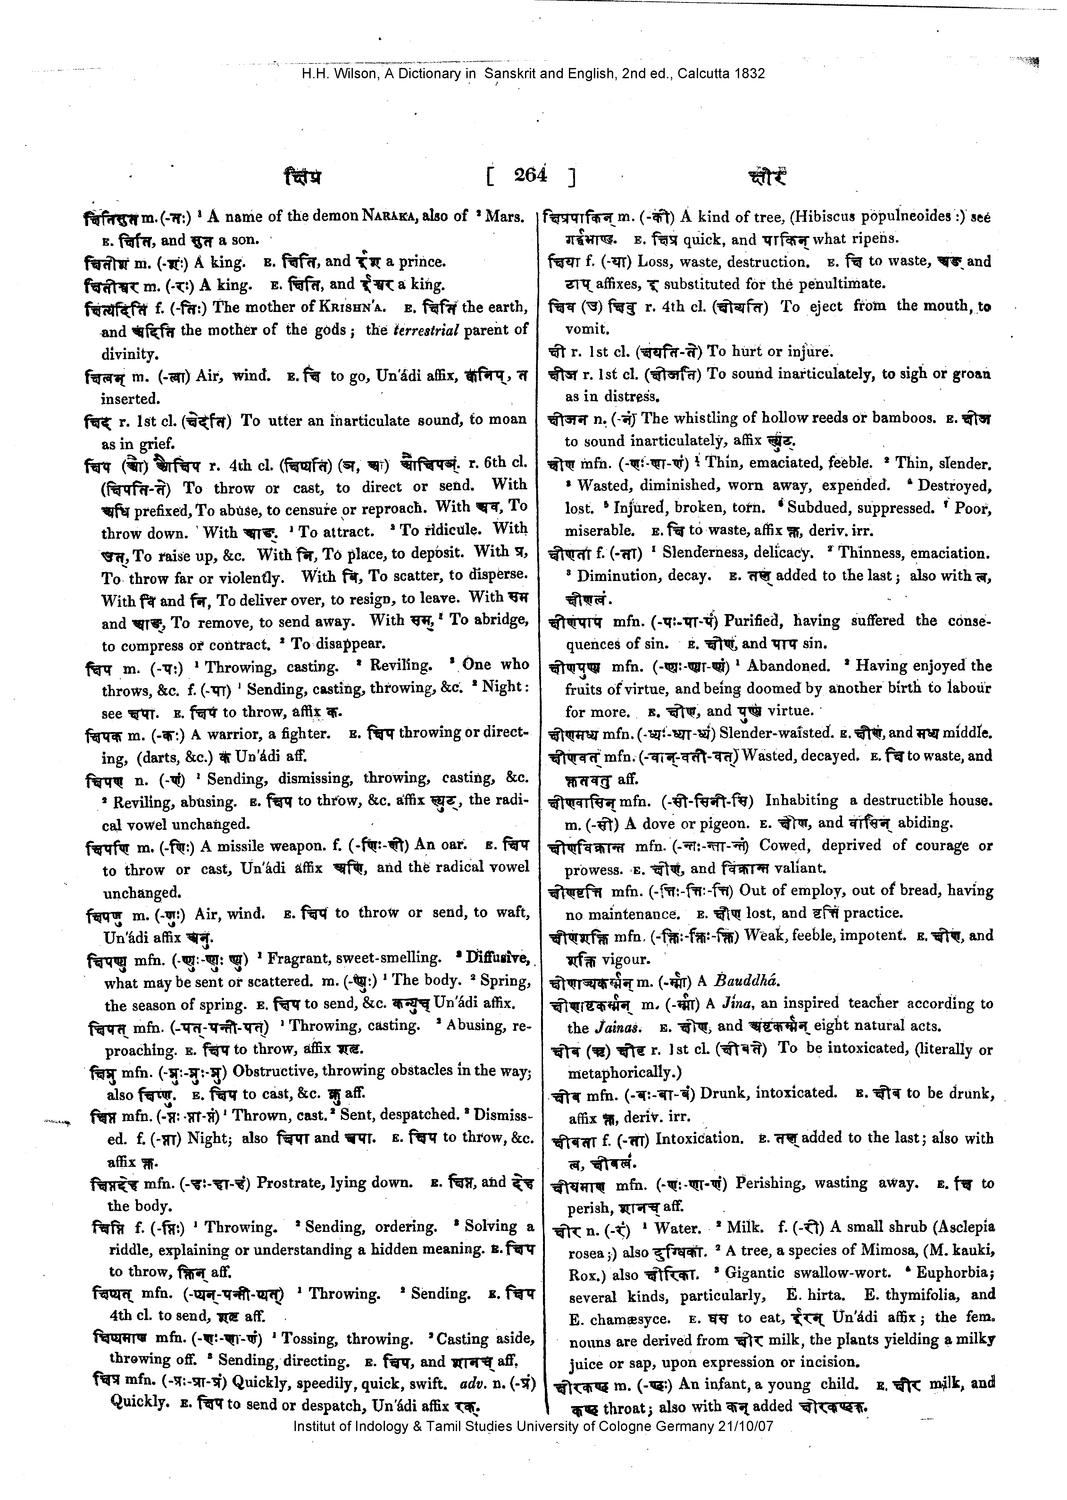 H.H. Wilson, A Dictionary in Sanskrit and English, 2nd ed., Calcutta 1832
क्षिप्र [ 264 ] क्षीर
क्षितिसुत m. (-तः) ¹ A name of the demon NARAKA, also of ² Mars.
E. क्षिति, and सुत a son.
क्षितीश m. (-शः) A king. E. क्षिति, and ईश a prince.
क्षितीश्वर m. (-रः) A king. E. क्षिति, and ईश्वर a king.
क्षित्यदिति f. (-तिः) The mother of KRISHN'A. E. क्षिति the earth,
and अदिति the mother of the gods; the terrestrial parent of
divinity.
क्षित्वन् m. (-त्वा) Air, wind. E. क्षि to go, Un'ádi affix, क्वनिप्, त
inserted.
क्षिद r. 1st cl. (क्षेदति) To utter an inarticulate sound, to moan
as in grief.
क्षिप (औ) औक्षिप r. 4th cl. (क्षिप्यति) (ञ, औ) औक्षिपञ्. r. 6th cl.
(क्षिपति-ते) To throw or cast, to direct or send. With
अधि prefixed, To abuse, to censure or reproach. With अव, To
throw down. With आङ्. ¹ To attract. ² To ridicule. With
उत्, To raise up, &c. With नि, To place, to deposit. With प्र,
To throw far or violently. With वि, To scatter, to disperse.
With वि and नि, To deliver over, to resign, to leave. With सम
and आङ्, To remove, to send away. With सम्, ¹ To abridge,
to compress or contract. ² To disappear.
क्षिप m. (-पः) ¹ Throwing, casting. ² Reviling. ³ One who
throws, &c. f. (-पा) ¹ Sending, casting, throwing, &c. ² Night:
see क्षपा. E. क्षिप to throw, affix क.
क्षिपक m. (-कः) A warrior, a fighter. E. क्षिप throwing or direct-
ing, (darts, &c.) क Un'ádi aff.
क्षिपण n. (-णं) ¹ Sending, dismissing, throwing, casting, &c.
² Reviling, abusing. E. क्षिप to throw, &c. affix ल्युट्, the radi-
cal vowel unchanged.
क्षिपणि m. (-णिः) A missile weapon. f. (-णिः-णी) An oar. E. क्षिप
to throw or cast, Un'ádi affix अणि, and the radical vowel
unchanged.
क्षिपणु m. (-णुः) Air, wind. E. क्षिप to throw or send, to waft,
Un'ádi affix अनु.
क्षिपण्यु mfn. (-ण्युः-ण्युः ण्यु) ¹ Fragrant, sweet-smelling. ² Diffusive,
what may be sent or scattered. m. (-ण्युः) ¹ The body. ² Spring,
the season of spring. E. क्षिप to send, &c. कन्युच् Un'ádi affix.
क्षिपत् mfn. (-पत्-पन्ती-पत्) ¹ Throwing, casting. ² Abusing, re-
proaching. E. क्षिप to throw, affix शतृ.
क्षिप्नु mfn. (-प्नुः-प्नुः-प्नु) Obstructive, throwing obstacles in the way;
also क्षिप्णु. E. क्षिप to cast, &c. क्नु aff.
क्षिप्त mfn. (-प्तः -प्ता-प्तं) ¹ Thrown, cast. ² Sent, despatched. ³ Dismiss-
ed. f. (-प्ता) Night; also क्षिपा and क्षपा. E. क्षिप to throw, &c.
affix क्त.
क्षिप्तदेह mfn. (-हः-हा-हं) Prostrate, lying down. E. क्षिप्त, and देह
the body.
क्षिप्ति f. (-प्तिः) ¹ Throwing. ² Sending, ordering. ³ Solving a
riddle, explaining or understanding a hidden meaning. E. क्षिप
to throw, क्तिन् aff.
क्षिप्यत् mfn. (-प्यन्-प्यन्ती-प्यत्) ¹ Throwing. ² Sending. E. क्षिप
4th cl. to send, शतृ aff.
क्षिप्यमाण mfn. (-णः-णा-णं) ¹ Tossing, throwing. ² Casting aside,
throwing off. ³ Sending, directing. E. क्षिप, and शानच् aff.
क्षिप्र mfn. (-प्रः-प्रा-प्रं) Quickly, speedily, quick, swift. adv. n. (-प्रं)
Quickly. E. क्षिप to send or despatch, Un'ádi affix रक्.
क्षिप्रपाकिन् m. (-की) A kind of tree, (Hibiscus populneoides:) see
गर्द्दभाण्ड. E. क्षिप्र quick, and पाकिन् what ripens.
क्षिया f. (-या) Loss, waste, destruction. E. क्षि to waste, अङ् and
टाप् affixes, substituted for the penultimate.
क्षिव (उ) क्षिवु r. 4th cl. (क्षीव्यति) To eject from the mouth, to
vomit.
क्षी r. 1st cl. (क्षयति-ते) To hurt or injure.
क्षीज r. 1st cl. (क्षीजति) To sound inarticulately, to sigh or groan
as in distress.
क्षीजन n. (-नं) The whistling of hollow reeds or bamboos. E. क्षीज
to sound inarticulately, affix ल्युट्.
क्षीण mfn. (-णः-णा-णं) ¹ Thin, emaciated, feeble. ² Thin, slender.
³ Wasted, diminished, worn away, expended. ⁴ Destroyed,
lost. ⁵ Injured, broken, torn. ⁶ Subdued, suppressed. ⁷ Poor,
miserable. E. क्षि to waste, affix क्त, deriv. irr.
क्षीणता f. (-ता) ¹ Slenderness, delicacy. ² Thinness, emaciation.
³ Diminution, decay. E. तल् added to the last; also with त्व,
क्षीणत्वं.
क्षीणपाप mfn. (-पः-पा-पं) Purified, having suffered the conse-
quences of sin. E. क्षीण, and पाप sin.
क्षीणपुण्य mfn. (-ण्यः-ण्या-ण्यं) ¹ Abandoned. ² Having enjoyed the
fruits of virtue, and being doomed by another birth to labour
for more. E. क्षीण, and पुण्य virtue.
क्षीणमध्य mfn. (-ध्यः-ध्या-ध्यं) Slender-waisted. E. क्षीण, and मध्य middle.
क्षीणवत् mfn. (-वान्-वती-वत्) Wasted, decayed. E. क्षि to waste, and
क्तवतु aff.
क्षीणवासिन् mfn. (-सी-सिनी-सि) Inhabiting a destructible house.
m. (-सी) A dove or pigeon. E. क्षीण, and वासिन् abiding.
क्षीणविक्रान्त mfn. (-न्तः-न्ता-न्तं) Cowed, deprived of courage or
prowess. E. क्षीण, and विक्रान्त valiant.
क्षीणवृत्ति mfn. (-त्तिः-त्तिः-त्ति) Out of employ, out of bread, having
no maintenance. E. क्षीण lost, and वृत्ति practice.
क्षीणशक्ति mfn. (-क्तिः-क्तिः-क्ति) Weak, feeble, impotent. E. क्षीण, and
शक्ति vigour.
क्षीणाज्यकर्म्मन् m. (-र्म्मा) A Bauddhá.
क्षीणाष्टकर्म्मन् m. (-र्म्मा) A Jína, an inspired teacher according to
the Jainas. E. क्षीण, and अष्टकर्म्मन् eight natural acts.
क्षीब (ऋ) क्षीबृ r. 1st cl. (क्षीबते) To be intoxicated, (literally or
metaphorically.)
क्षीब mfn. (-बः-बा-बं) Drunk, intoxicated. E. क्षीब to be drunk,
affix क्त, deriv. irr.
क्षीबता f. (-ता) Intoxication. E. तल् added to the last; also with
त्व, क्षीबत्वं.
क्षीयमाण mfn. (-णः-णा-णं) Perishing, wasting away. E. क्षि to
perish, शानच् aff.
क्षीर n. (-रं) ¹ Water. ² Milk. f. (-री) A small shrub (Asclepia
rosea;) also दुग्धिका. ² A tree, a species of Mimosa, (M. kauki,
Rox.) also क्षीरिका. ³ Gigantic swallow-wort. ⁴ Euphorbia;
several kinds, particularly, E. hirta. E. thymifolia, and
E. chamæsyce. E. घस to eat, ईरन् Un'ádi affix; the fem.
nouns are derived from क्षीर milk, the plants yielding a milky
juice or sap, upon expression or incision.
क्षीरकण्ठ m. (-ण्ठः) An infant, a young child. E. क्षीर milk, and
कण्ठ throat; also with कन् added क्षीरकण्ठक.
Institut of Indology & Tamil Studies University of Cologne Germany 21/10/07